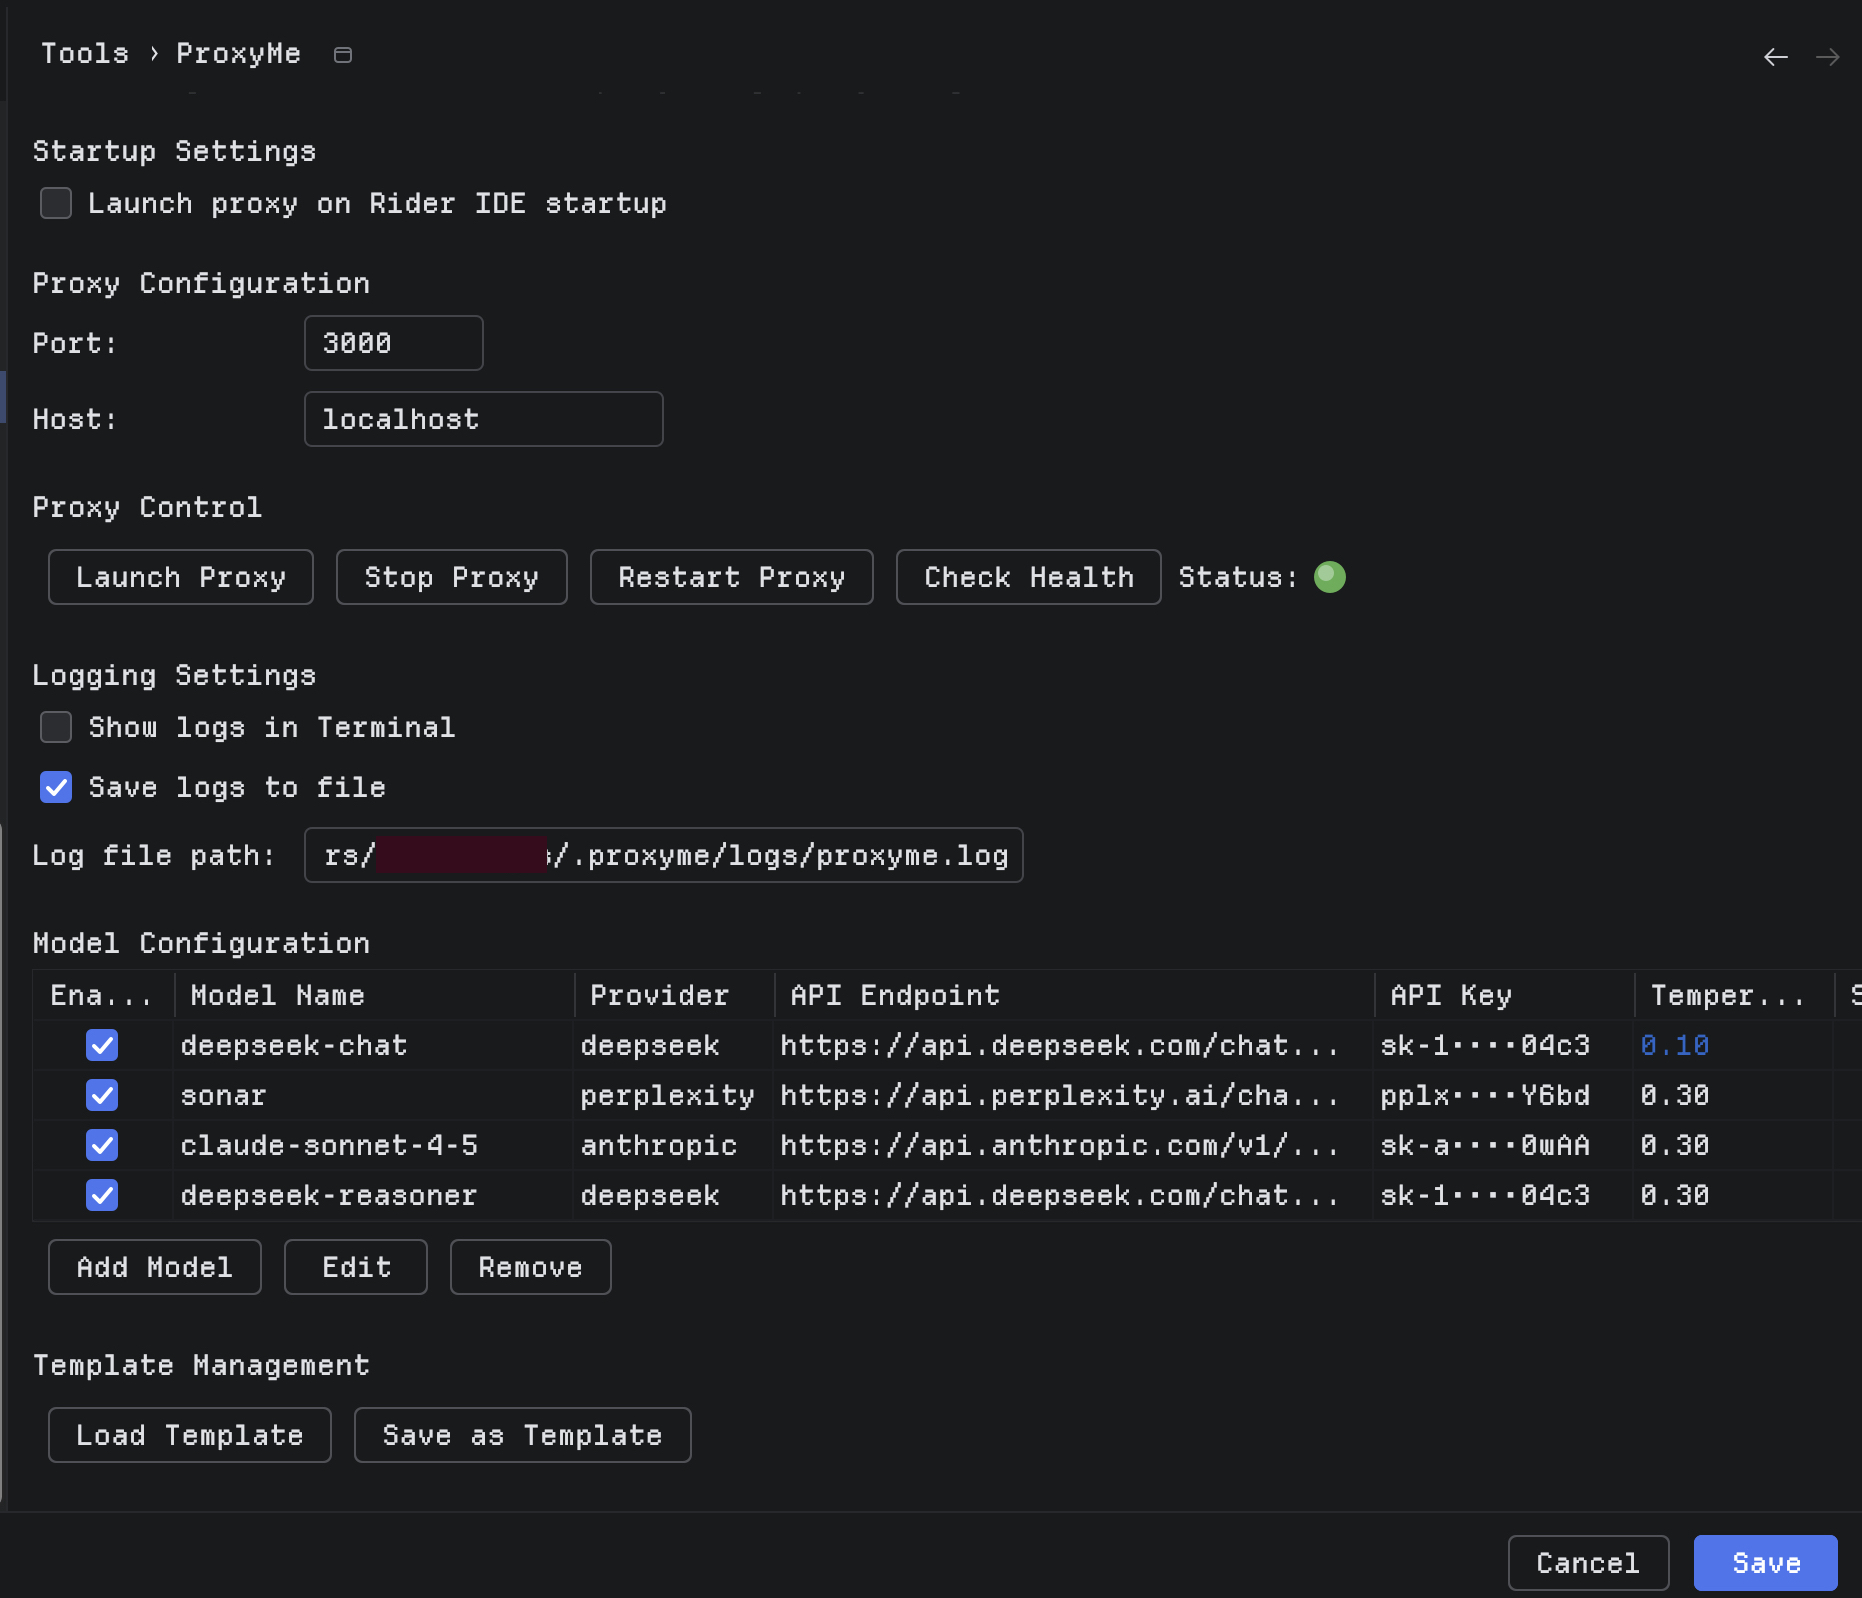 Tools › ProxyMe
Startup Settings
Launch proxy on Rider IDE startup
Proxy Configuration
Port: 3000
Host: localhost
Proxy Control
Launch Proxy Stop Proxy Restart Proxy Check Health Status:
Logging Settings
Show logs in Terminal
Save logs to file
Log file path: rs/ /.proxyme/logs/proxyme.log
Model Configuration
Ena... Model Name Provider API Endpoint API Key Temper...
deepseek-chat deepseek https://api.deepseek.com/chat... sk-1····04c3 0.10
sonar perplexity https://api.perplexity.ai/cha... pplx····Y6bd 0.30
claude-sonnet-4-5 anthropic https://api.anthropic.com/v1/... sk-a····0wAA 0.30
deepseek-reasoner deepseek https://api.deepseek.com/chat... sk-1····04c3 0.30
Add Model Edit Remove
Template Management
Load Template Save as Template
Cancel Save